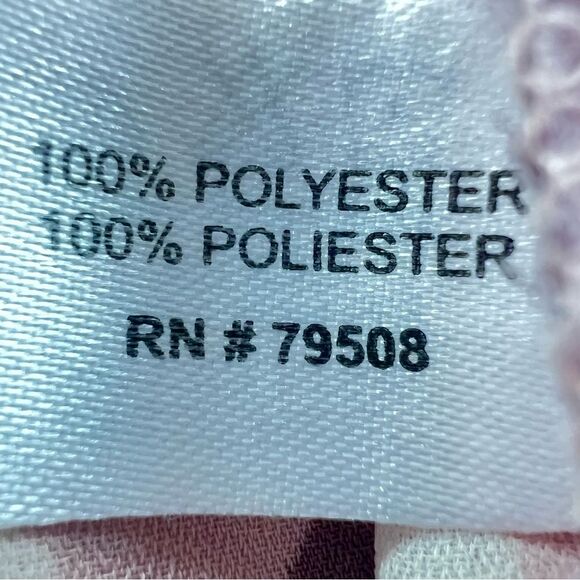 100% POLYESTER
100% POLIESTER
RN # 79508